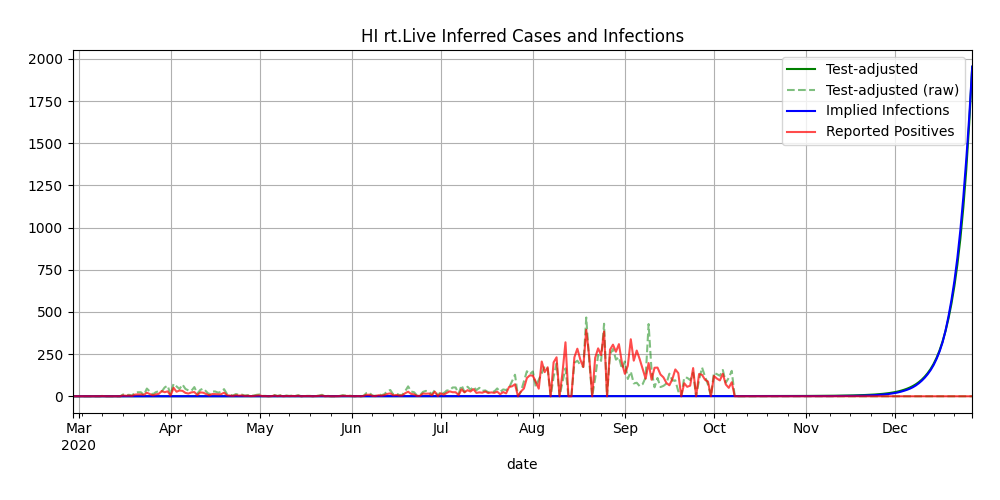 HI rt.Live Inferred Cases and Infections
2000
1750
1500
1250
1000
750
500
250
0
Test-adjusted
Test-adjusted (raw)
Implied Infections
Reported Positives
Mar Apr May Jun Jul Aug Sep Oct Nov Dec
2020
date